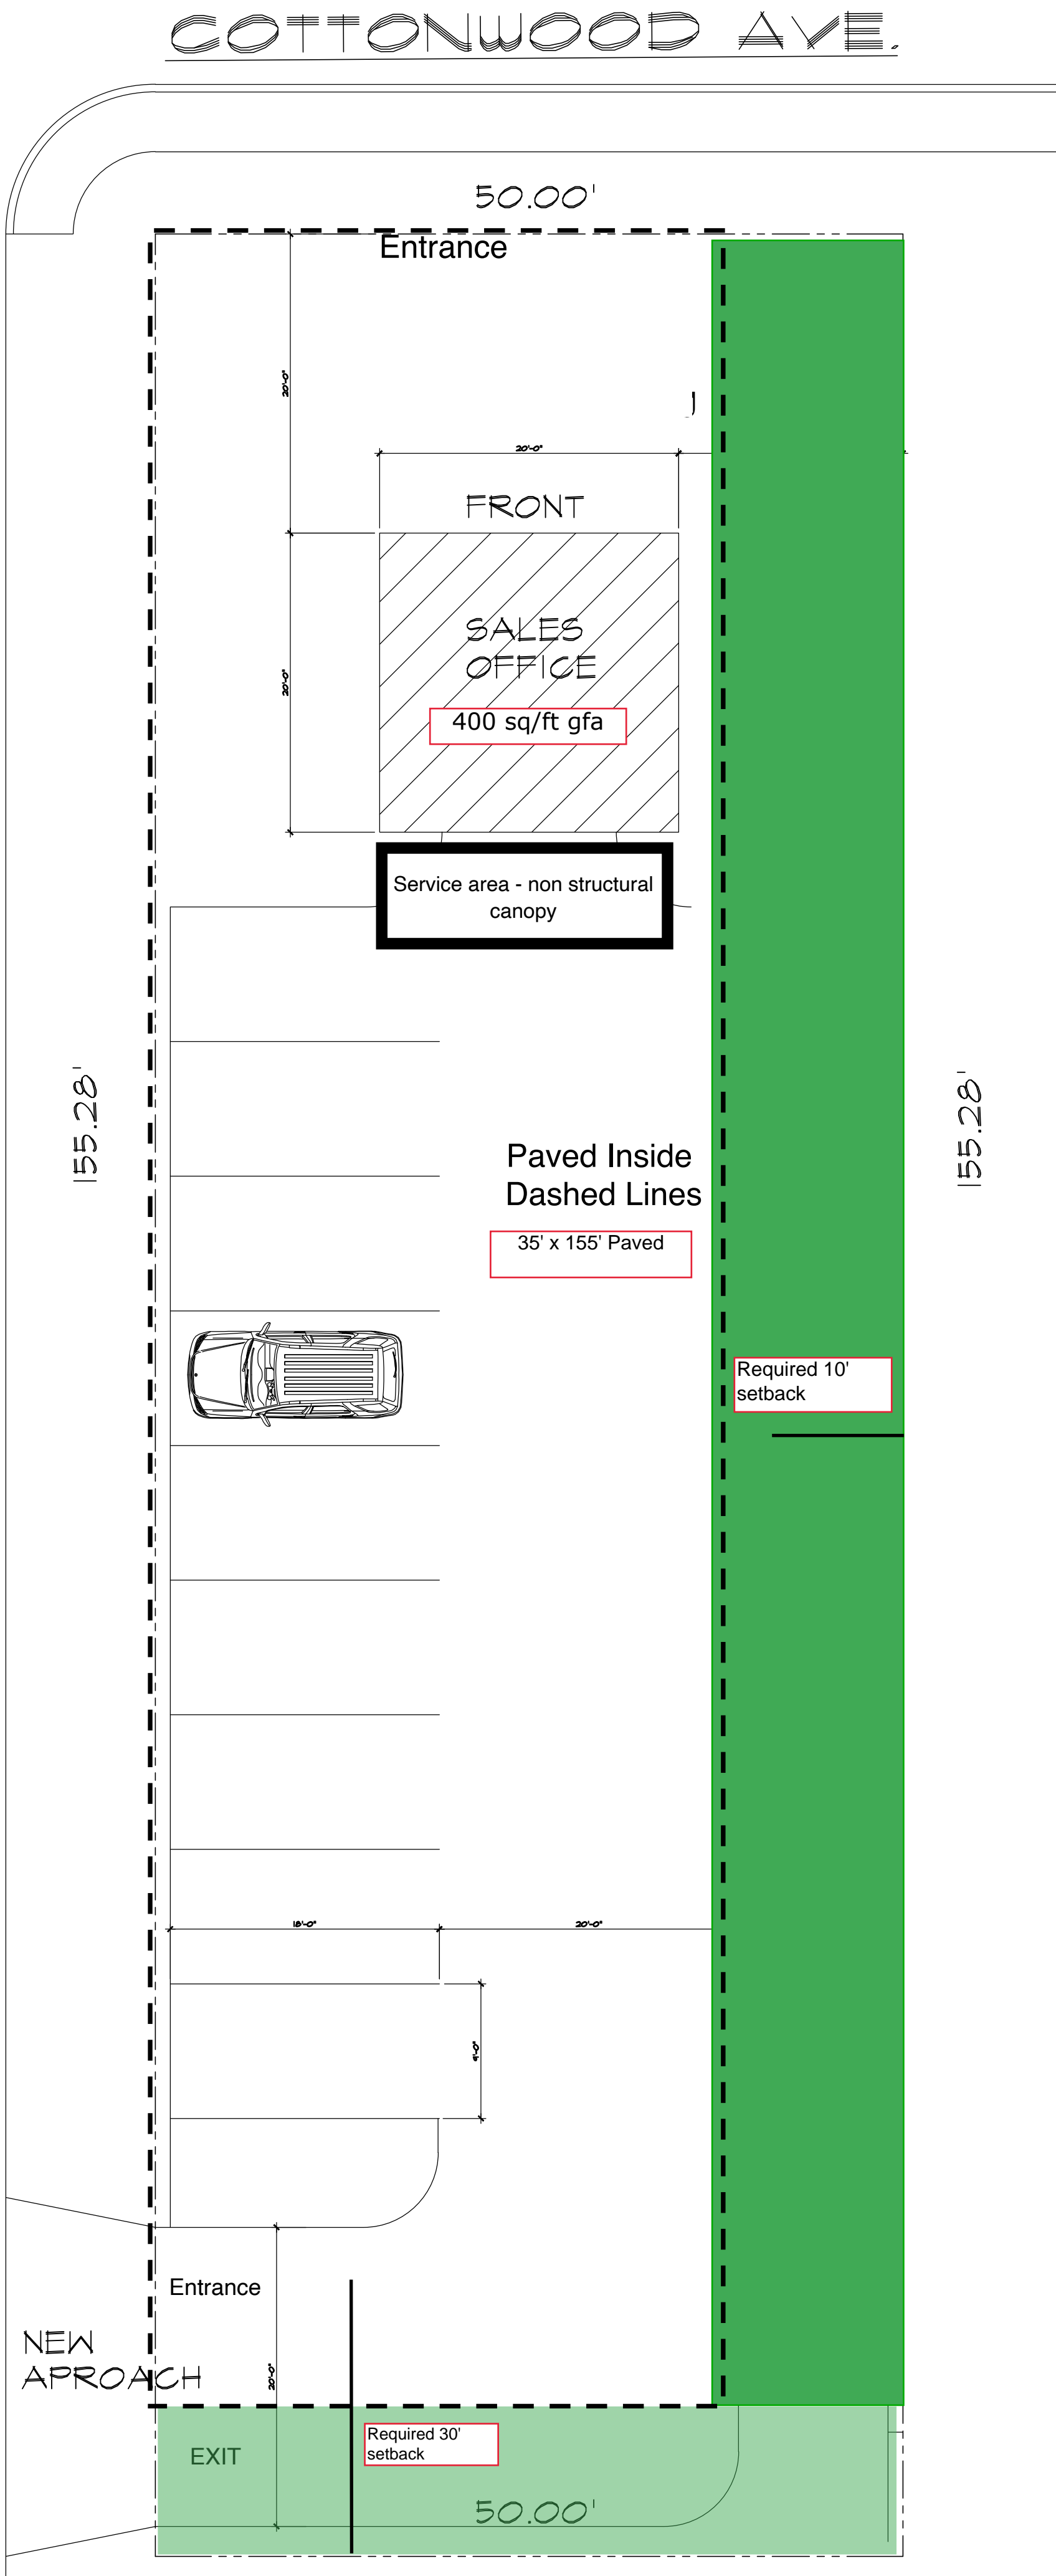 COTTONWOOD AVE.
50.00'
Entrance
20'-0"
20'-0"
FRONT
20'-0"
SALES
OFFICE
400 sq/ft gfa
Service area - non structural
canopy
155.28'
155.28'
Paved Inside
Dashed Lines
35' x 155' Paved
Required 10'
setback
18'-0"
20'-0"
9'-0"
Entrance
NEW
APROACH
20'-0"
Required 30'
setback
EXIT
50.00'